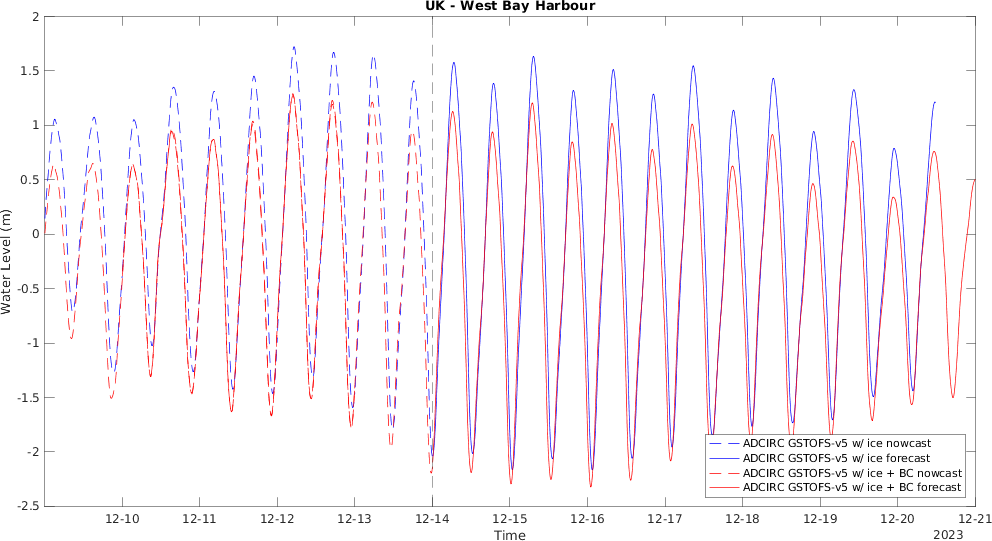 UK - West Bay Harbour
2
1.5
1
0.5
0
-0.5
-1
-1.5
-2
-2.5
Water Level (m)
ADCIRC GSTOFS-v5 w/ ice nowcast
ADCIRC GSTOFS-v5 w/ ice forecast
ADCIRC GSTOFS-v5 w/ ice + BC nowcast
ADCIRC GSTOFS-v5 w/ ice + BC forecast
12-10 12-11 12-12 12-13 12-14 12-15 12-16 12-17 12-18 12-19 12-20 12-21
Time
2023